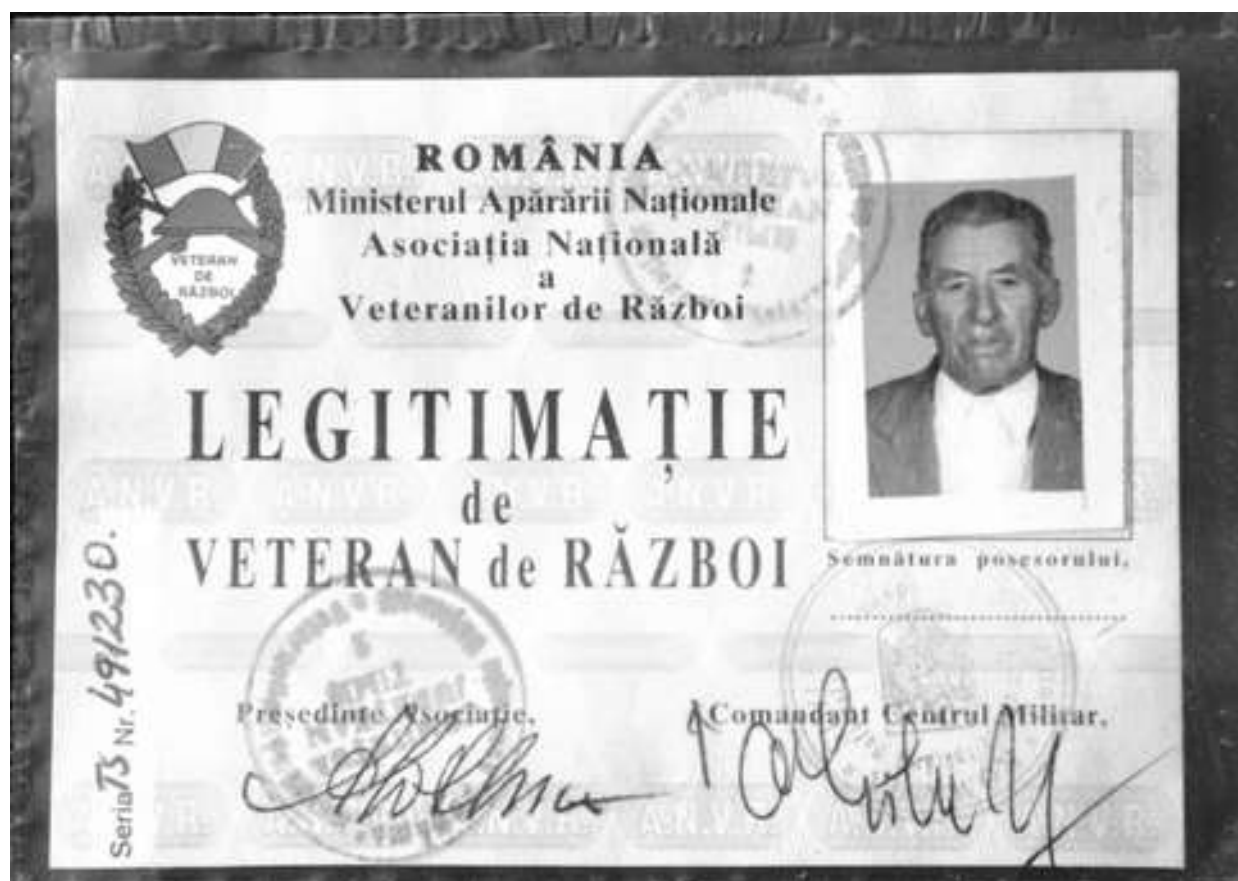 ROMÂNIA
Ministerul Apărării Naționale
Asociația Națională
a
Veteranilor de Război
VETERAN
DE
RĂZBOI
LEGITIMAȚIE
de
VETERAN de RĂZBOI
Semnătura posesorului,
Președinte Asociație,
Comandant Centrul Militar,
Seria TS Nr. 491230.
A.N.V.R.